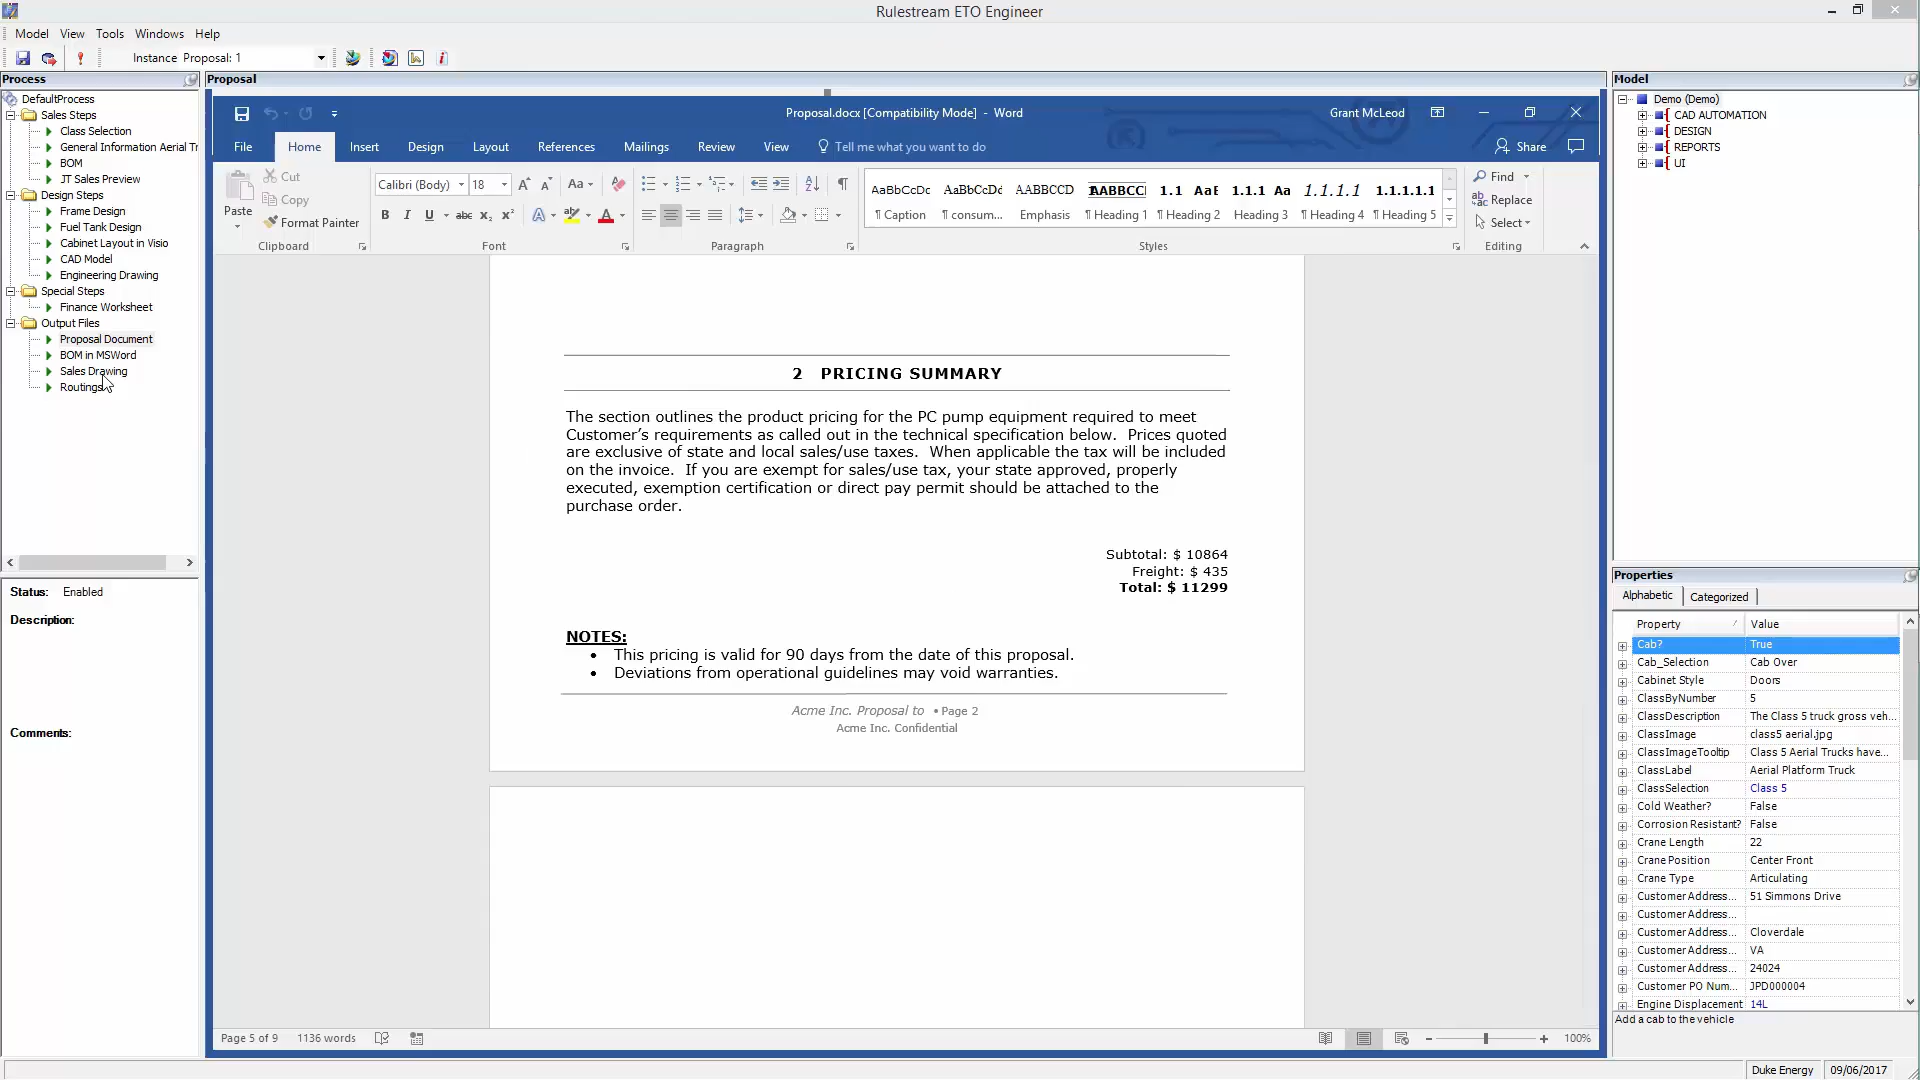 Rulestream ETO Engineer
Model View Tools Windows Help
Instance Proposal: 1
Process
DefaultProcess
Sales Steps
Class Selection
General Information Aerial Tr
BOM
JT Sales Preview
Design Steps
Frame Design
Fuel Tank Design
Cabinet Layout in Visio
CAD Model
Engineering Drawing
Special Steps
Finance Worksheet
Output Files
Proposal Document
BOM in MSWord
Sales Drawing
Routings
Status: Enabled
Description:
Comments:
Proposal
Proposal.docx [Compatibility Mode] - Word
Grant McLeod
File Home Insert Design Layout References Mailings Review View Tell me what you want to do Share
Paste
Cut
Copy
Format Painter
Clipboard
Calibri (Body) 18
Font
Paragraph
AaBbCcDc AaBbCcDd AABBCCD AABBCC 1.1 AaE 1.1.1 Aa 1.1.1.1 1.1.1.1.1
¶ Caption ¶ consum... Emphasis ¶ Heading 1 ¶ Heading 2 Heading 3 ¶ Heading 4 ¶ Heading 5
Styles
Find
Replace
Select
Editing
2 PRICING SUMMARY
The section outlines the product pricing for the PC pump equipment required to meet
Customer's requirements as called out in the technical specification below. Prices quoted
are exclusive of state and local sales/use taxes. When applicable the tax will be included
on the invoice. If you are exempt for sales/use tax, your state approved, properly
executed, exemption certification or direct pay permit should be attached to the
purchase order.
Subtotal: $ 10864
Freight: $ 435
Total: $ 11299
NOTES:
• This pricing is valid for 90 days from the date of this proposal.
• Deviations from operational guidelines may void warranties.
Acme Inc. Proposal to • Page 2
Acme Inc. Confidential
Page 5 of 9 1136 words
100%
Model
Demo (Demo)
CAD AUTOMATION
DESIGN
REPORTS
UI
Properties
Alphabetic Categorized
Property Value
Cab? True
Cab_Selection Cab Over
Cabinet Style Doors
ClassByNumber 5
ClassDescription The Class 5 truck gross veh...
ClassImage class5 aerial.jpg
ClassImageTooltip Class 5 Aerial Trucks have...
ClassLabel Aerial Platform Truck
ClassSelection Class 5
Cold Weather? False
Corrosion Resistant? False
Crane Length 22
Crane Position Center Front
Crane Type Articulating
Customer Address... 51 Simmons Drive
Customer Address...
Customer Address... Cloverdale
Customer Address... VA
Customer Address... 24024
Customer PO Num... JPD000004
Engine Displacement 14L
Add a cab to the vehicle
Duke Energy 09/06/2017